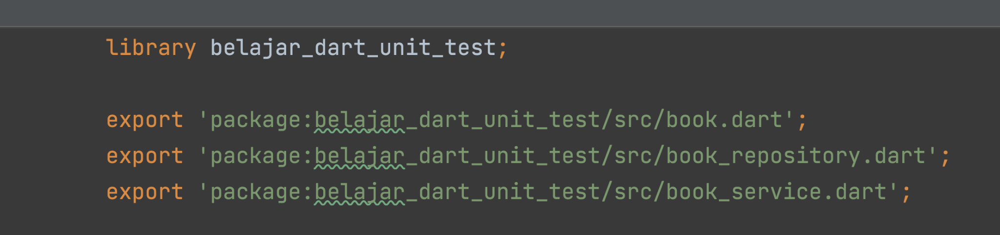 library belajar_dart_unit_test;
export 'package:belajar_dart_unit_test/src/book.dart';
export 'package:belajar_dart_unit_test/src/book_repository.dart';
export 'package:belajar_dart_unit_test/src/book_service.dart';